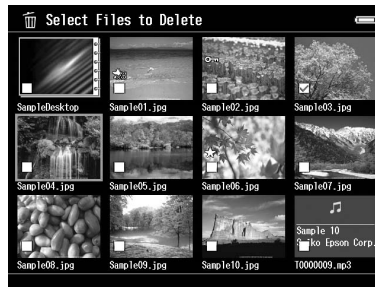 Select Files to Delete
SampleDesktop Sample01.jpg Sample02.jpg Sample03.jpg
Sample04.jpg Sample05.jpg Sample06.jpg Sample07.jpg
Sample 10
Seiko Epson Corp.
Sample08.jpg Sample09.jpg Sample10.jpg T0000009.mp3